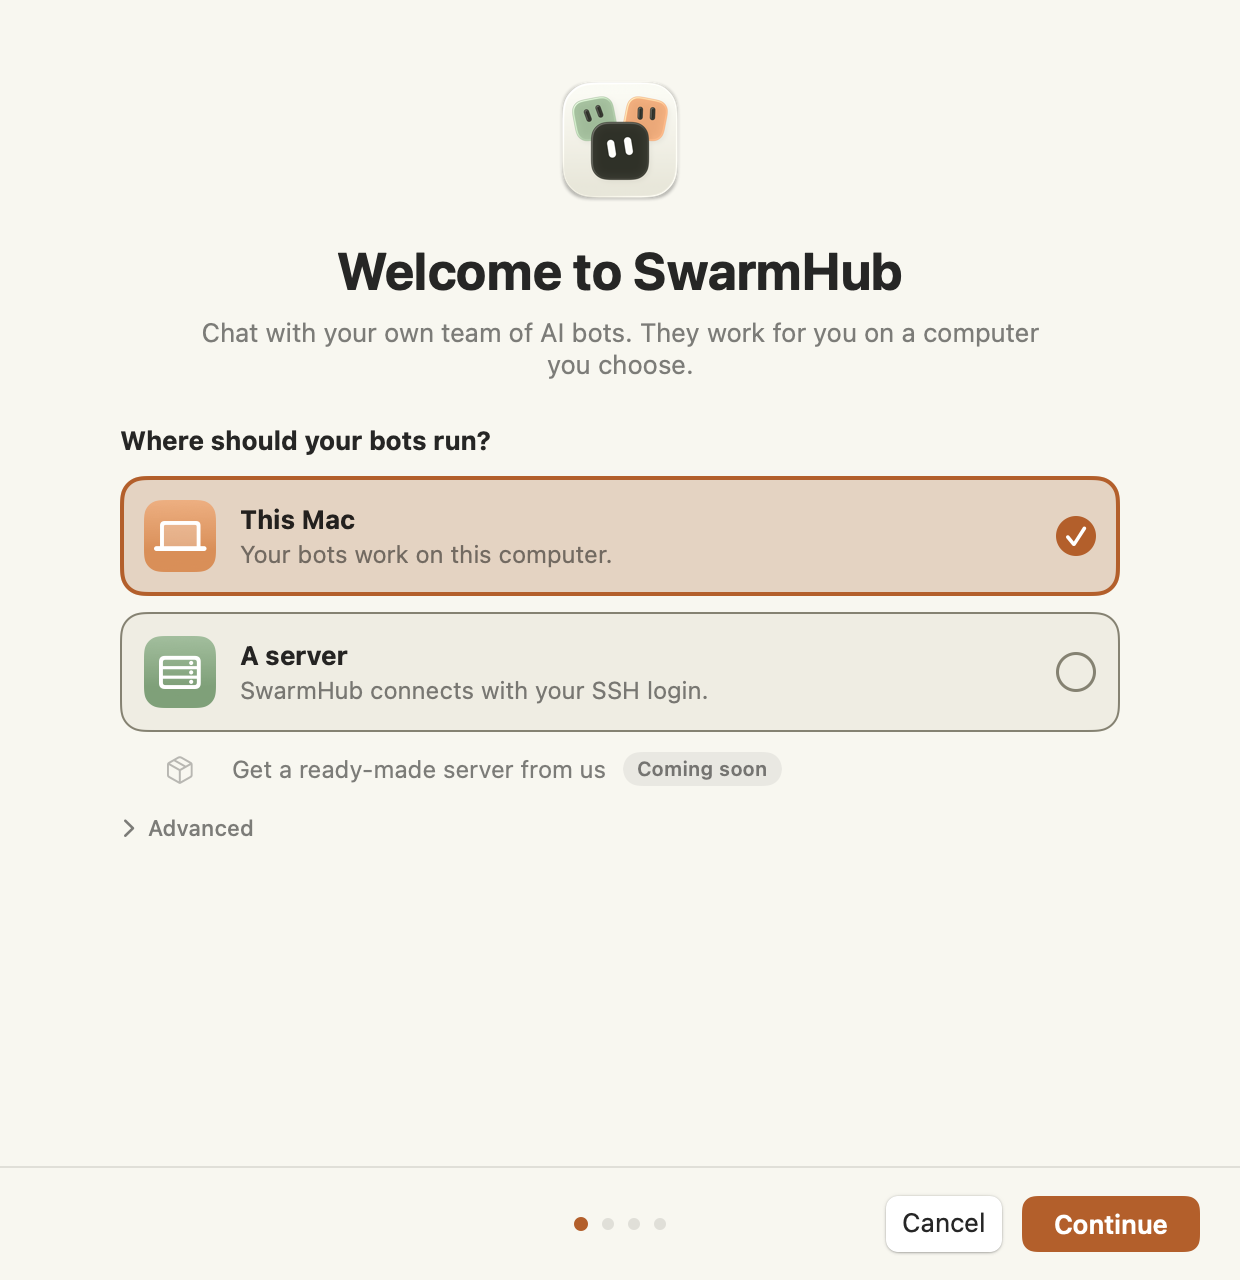 Welcome to SwarmHub
Chat with your own team of AI bots. They work for you on a computer
you choose.
Where should your bots run?
This Mac
Your bots work on this computer.
A server
SwarmHub connects with your SSH login.
Get a ready-made server from us Coming soon
Advanced
Cancel Continue